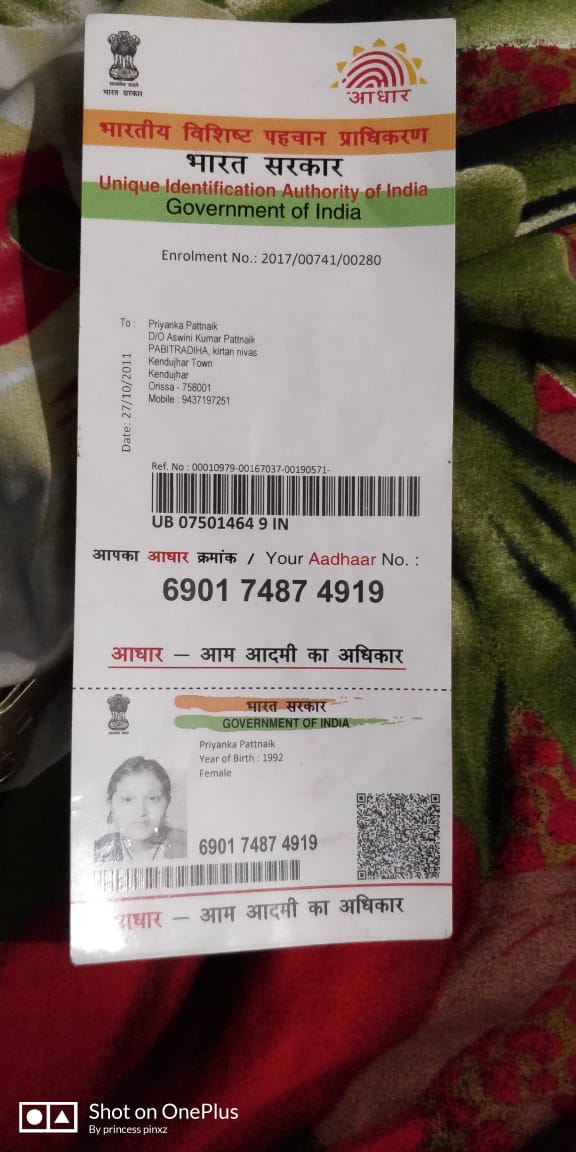 सत्यमेव जयते
भारत सरकार
आधार
भारतीय विशिष्ट पहचान प्राधिकरण
भारत सरकार
Unique Identification Authority of India
Government of India
Enrolment No.: 2017/00741/00280
To :
Priyanka Pattnaik
D/O Aswini Kumar Pattnaik
PABITRADIHA, kirtan nivas
Kendujhar Town
Kendujhar
Orissa - 758001
Mobile : 9437197251
Date: 27/10/2011
Ref. No : 00010979-00167037-00190571-
UB 07501464 9 IN
आपका आधार क्रमांक / Your Aadhaar No. :
6901 7487 4919
आधार — आम आदमी का अधिकार
भारत सरकार
GOVERNMENT OF INDIA
Priyanka Pattnaik
Year of Birth : 1992
Female
6901 7487 4919
आधार — आम आदमी का अधिकार
Shot on OnePlus
By princess pinxz